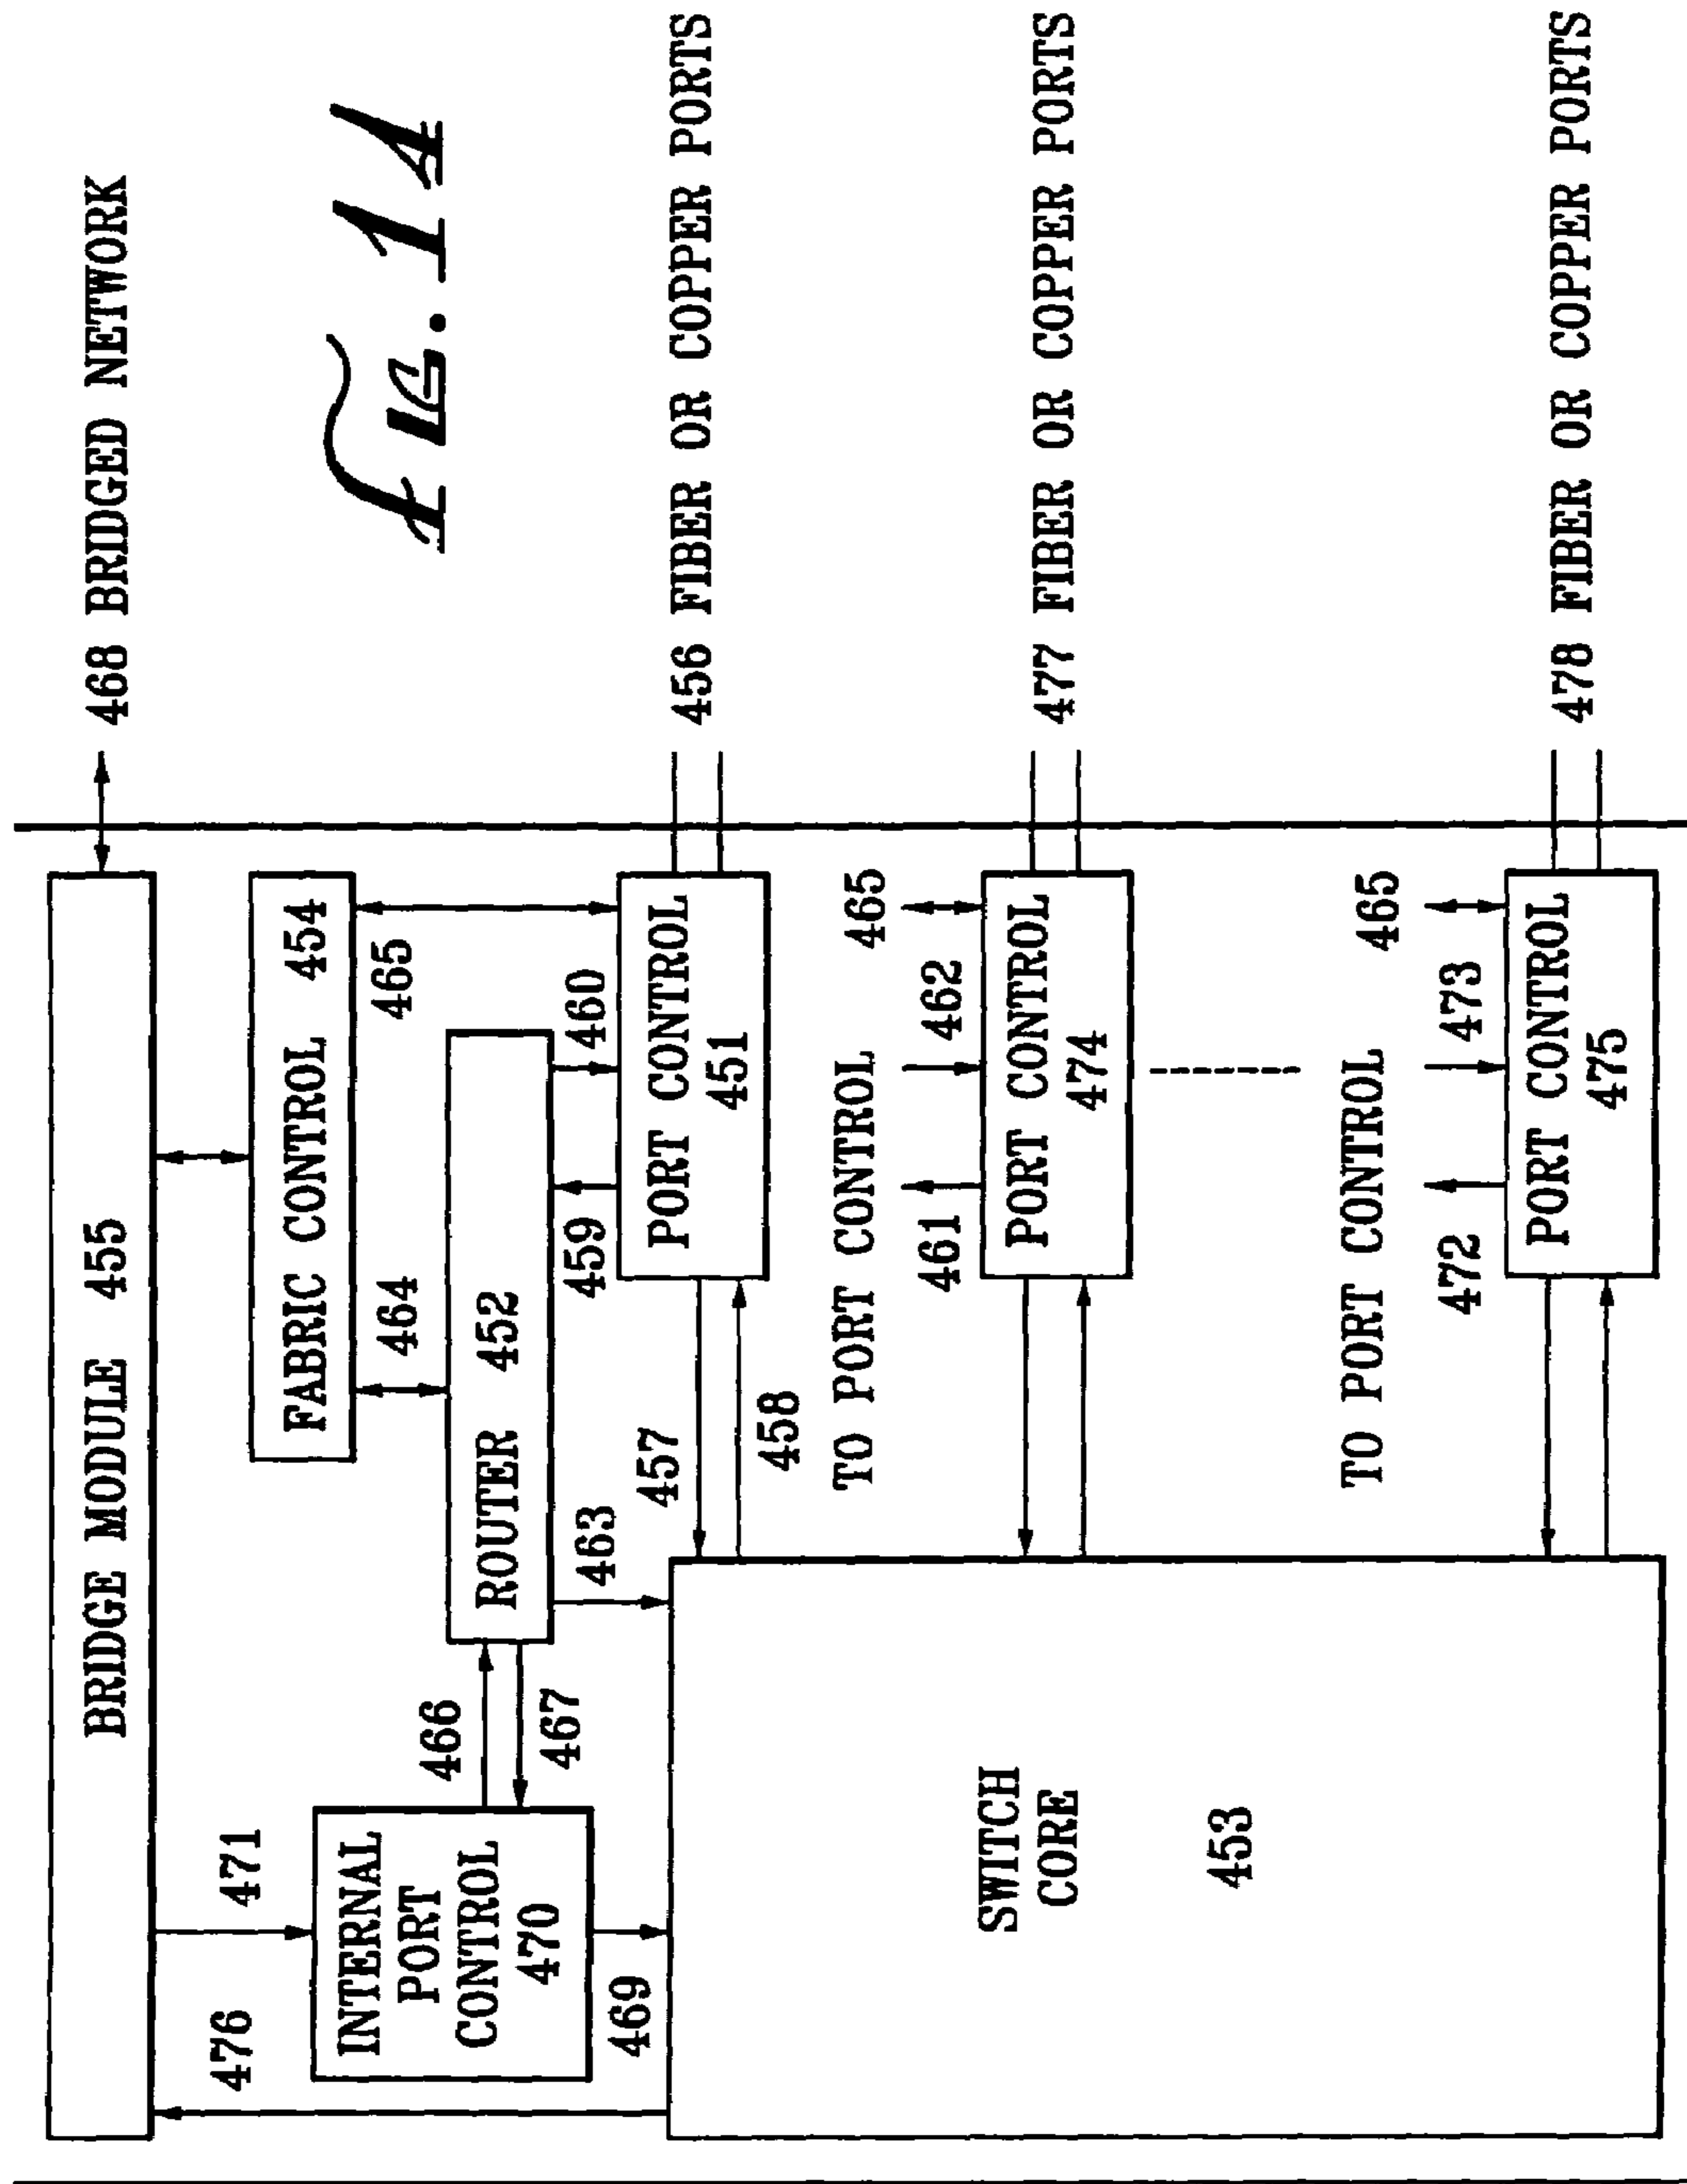 BRIDGE MODULE 455
468 BRIDGED NETWORK
FIG. 14
476
471
FABRIC CONTROL 454
464
465
INTERNAL
PORT
CONTROL
470
466
467
ROUTER 452
469
463
459
460
PORT CONTROL
451
456 FIBER OR COPPER PORTS
457
458
TO PORT CONTROL
465
461
462
PORT CONTROL
474
477 FIBER OR COPPER PORTS
SWITCH
CORE
453
TO PORT CONTROL
465
472
473
PORT CONTROL
475
478 FIBER OR COPPER PORTS